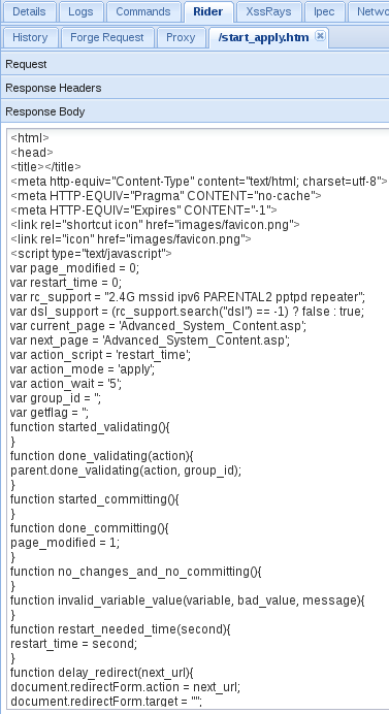 Details Logs Commands Rider XssRays Ipec
History Forge Request Proxy /start_apply.htm
Request
Response Headers
Response Body
<html>
<head>
<title></title>
<meta http-equiv="Content-Type" content="text/html; charset=utf-8">
<meta HTTP-EQUIV="Pragma" CONTENT="no-cache">
<meta HTTP-EQUIV="Expires" CONTENT="-1">
<link rel="shortcut icon" href="images/favicon.png">
<link rel="icon" href="images/favicon.png">
<script type="text/javascript">
var page_modified = 0;
var restart_time = 0;
var rc_support = "2.4G mssid ipv6 PARENTAL2 pptpd repeater";
var dsl_support = (rc_support.search("dsl") == -1) ? false : true;
var current_page = 'Advanced_System_Content.asp';
var next_page = 'Advanced_System_Content.asp';
var action_script = 'restart_time';
var action_mode = 'apply';
var action_wait = '5';
var group_id = '';
var getflag = '';
function started_validating(){
}
function done_validating(action){
parent.done_validating(action, group_id);
}
function started_committing(){
}
function done_committing(){
page_modified = 1;
}
function no_changes_and_no_committing(){
}
function invalid_variable_value(variable, bad_value, message){
}
function restart_needed_time(second){
restart_time = second;
}
function delay_redirect(next_url){
document.redirectForm.action = next_url;
document.redirectForm.target = "";